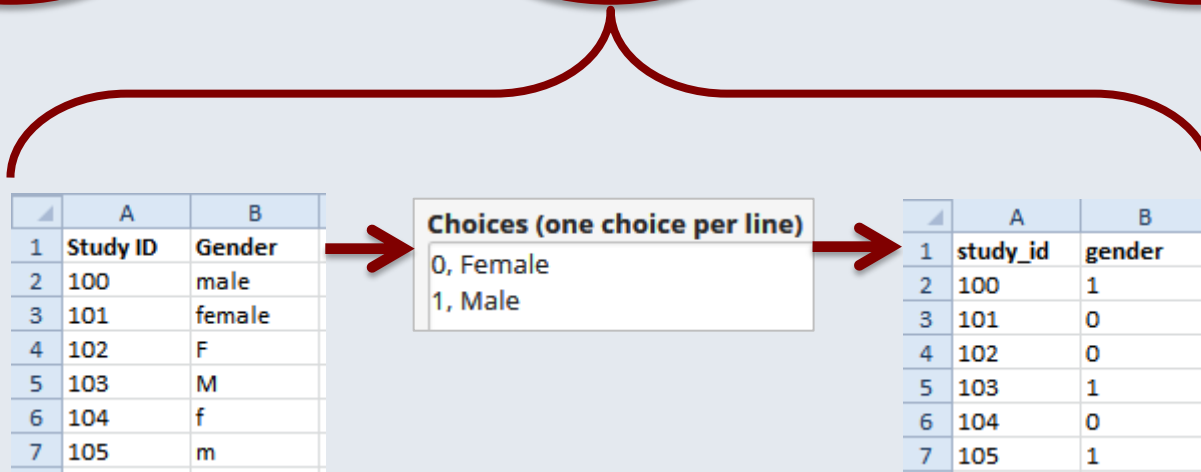 A B
1 Study ID Gender
2 100 male
3 101 female
4 102 F
5 103 M
6 104 f
7 105 m
Choices (one choice per line)
0, Female
1, Male
A B
1 study_id gender
2 100 1
3 101 0
4 102 0
5 103 1
6 104 0
7 105 1